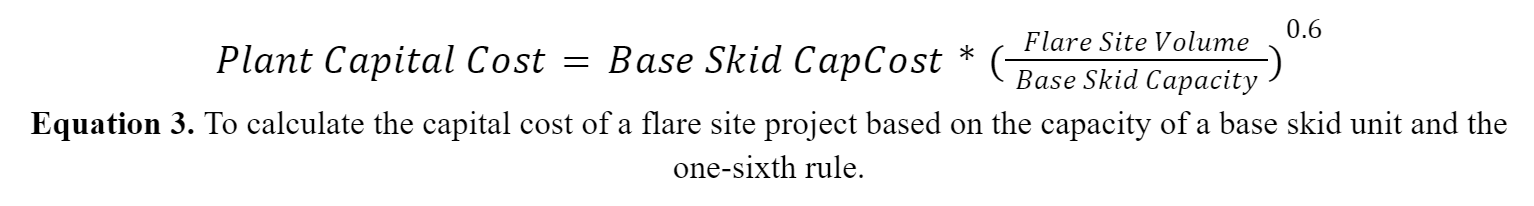 Plant Capital Cost = Base Skid CapCost * (Flare Site Volume / Base Skid Capacity)^0.6
Equation 3. To calculate the capital cost of a flare site project based on the capacity of a base skid unit and the
one-sixth rule.